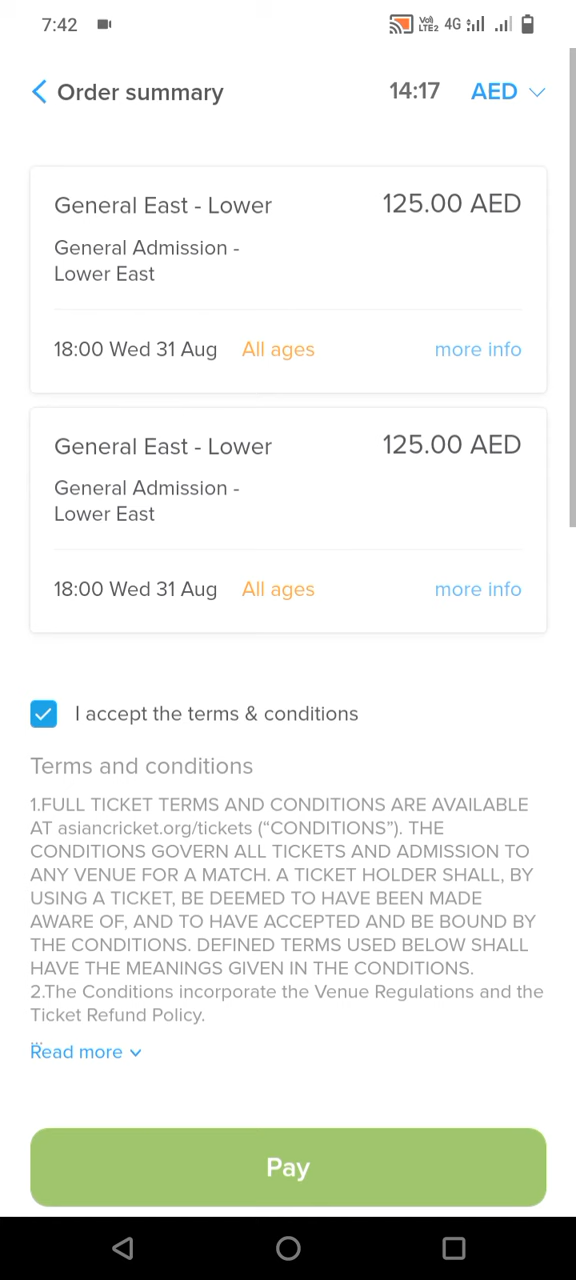 7:42
Vo) LTE2 4G
Order summary 14:17 AED
General East - Lower 125.00 AED
General Admission -
Lower East
18:00 Wed 31 Aug All ages more info
General East - Lower 125.00 AED
General Admission -
Lower East
18:00 Wed 31 Aug All ages more info
I accept the terms & conditions
Terms and conditions
1.FULL TICKET TERMS AND CONDITIONS ARE AVAILABLE
AT asiancricket.org/tickets (“CONDITIONS”). THE
CONDITIONS GOVERN ALL TICKETS AND ADMISSION TO
ANY VENUE FOR A MATCH. A TICKET HOLDER SHALL, BY
USING A TICKET, BE DEEMED TO HAVE BEEN MADE
AWARE OF, AND TO HAVE ACCEPTED AND BE BOUND BY
THE CONDITIONS. DEFINED TERMS USED BELOW SHALL
HAVE THE MEANINGS GIVEN IN THE CONDITIONS.
2.The Conditions incorporate the Venue Regulations and the
Ticket Refund Policy.
...
Read more
Pay